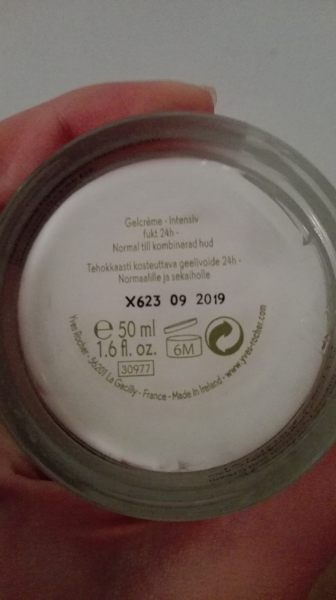 Gelcrème - Intensiv
fukt 24h -
Normal till kombinerad hud
Tehokkaasti kosteuttava geelivoide 24h -
Normaalille ja sekaiholle
X623 09 2019
e 50 ml
1.6 fl. oz.
6M
30977
Yves Rocher - 56201 La Gacilly - France - Made In Ireland - www.yves-rocher.com